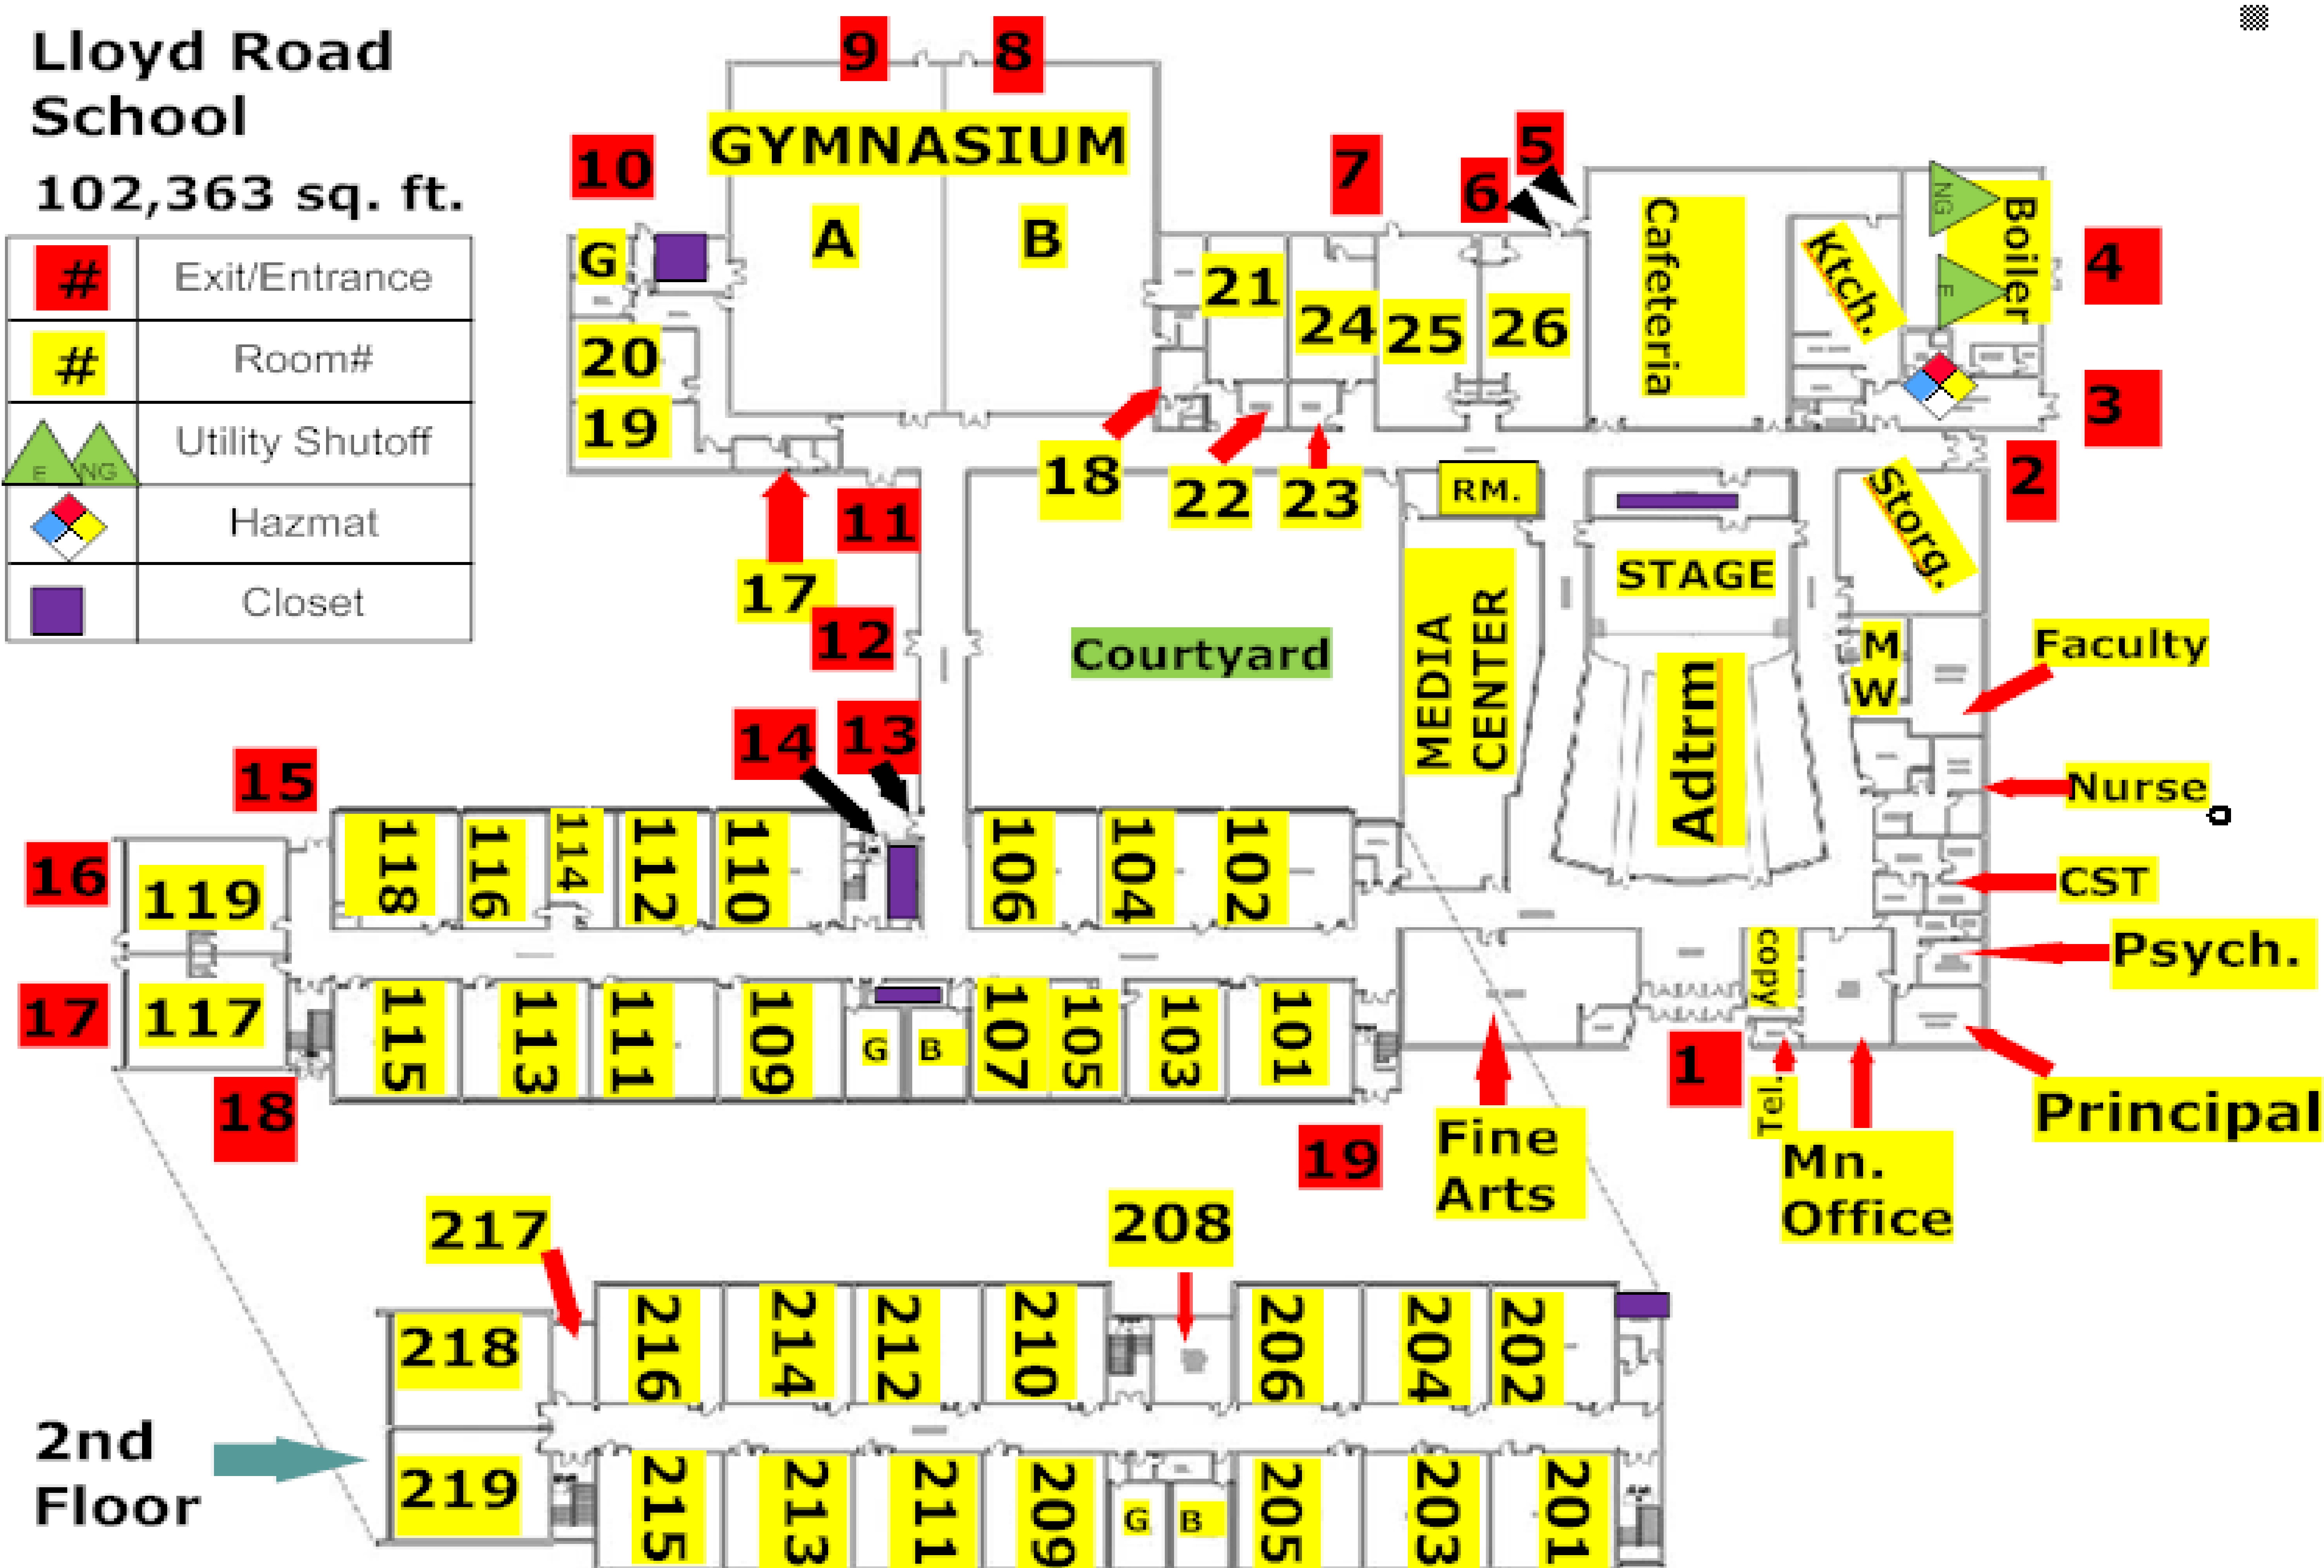 Lloyd Road
School
102,363 sq. ft.
# Exit/Entrance
# Room#
E NG Utility Shutoff
Hazmat
Closet
9 8
GYMNASIUM
A B
10
G
20
19
17
11
12
7
6
5
21
24
25
26
18
22
23
Cafeteria
Ktch.
NG
E
Boiler
4
3
2
RM.
STAGE
Storg.
Courtyard
MEDIA
CENTER
Adtrm
M
W
Faculty
Nurse
CST
Psych.
Principal
14 13
15
16
17
18
119
117
118 116 114 112 110
106 104 102
115 113 111 109
G B
107 105 103 101
19
Fine
Arts
1
copy
Tel.
Mn.
Office
217
208
218
219
216 214 212 210
206 204 202
215 213 211 209
G B
205 203 201
2nd
Floor